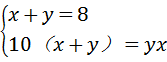 x + y = 8
10（x + y）= yx